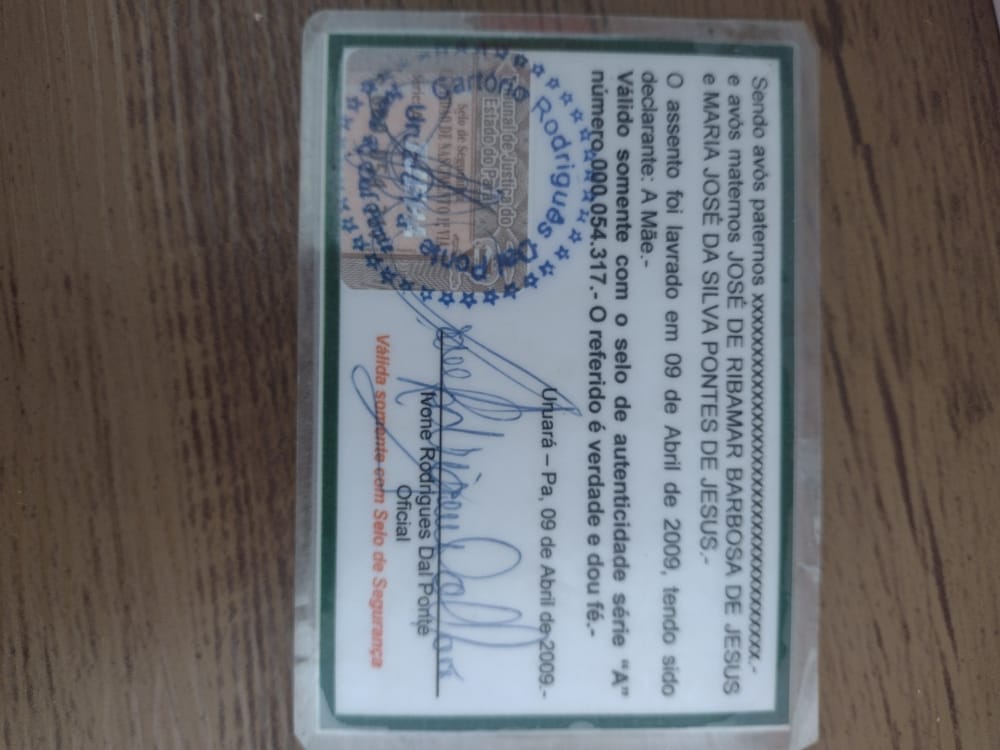 Sendo avós paternos xxxxxxxxxxxxxxxxxxxxxxxxxxxxxxxxxxxxx.-
e avós maternos JOSÉ DE RIBAMAR BARBOSA DE JESUS
e MARIA JOSÉ DA SILVA PONTES DE JESUS.-
O assento foi lavrado em 09 de Abril de 2009, tendo sido
declarante: A Mãe.-
Válido somente com o selo de autenticidade série “A”
número 000.054.317.- O referido é verdade e dou fé.-
Uruará – Pa, 09 de Abril de 2009.-
Ivone Rodrigues Dal Ponte
Oficial
Válida somente com Selo de Segurança
Tribunal de Justiça do
Estado do Pará
Selo de Segurança
Cartório Rodrigues Dal Ponte
Uruará